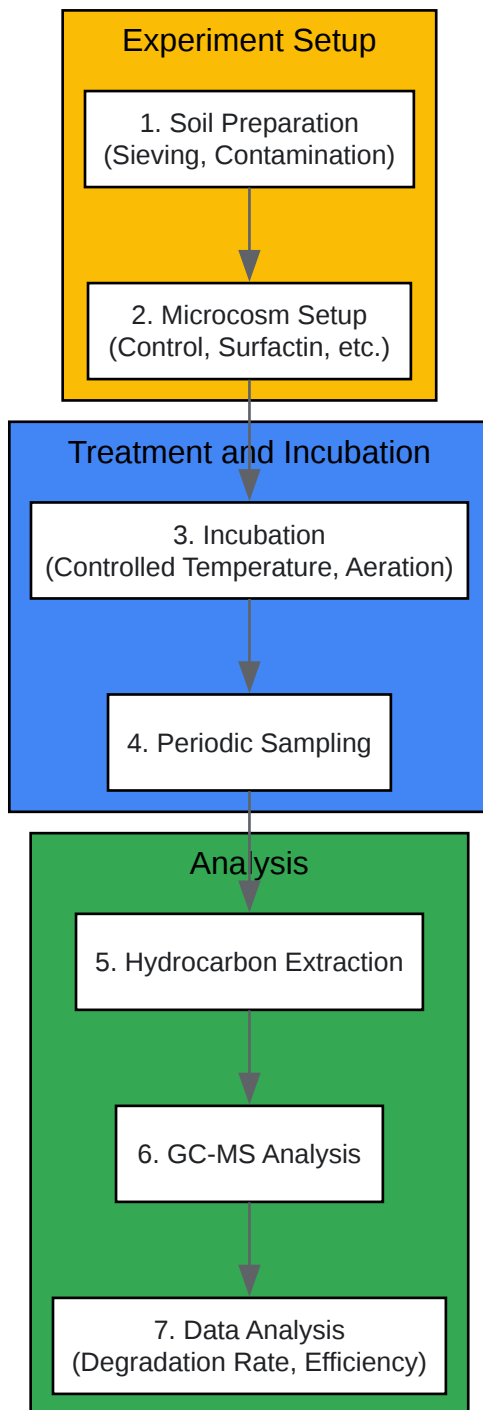 Experiment Setup
1. Soil Preparation
(Sieving, Contamination)
2. Microcosm Setup
(Control, Surfactin, etc.)
Treatment and Incubation
3. Incubation
(Controlled Temperature, Aeration)
4. Periodic Sampling
Analysis
5. Hydrocarbon Extraction
6. GC-MS Analysis
7. Data Analysis
(Degradation Rate, Efficiency)